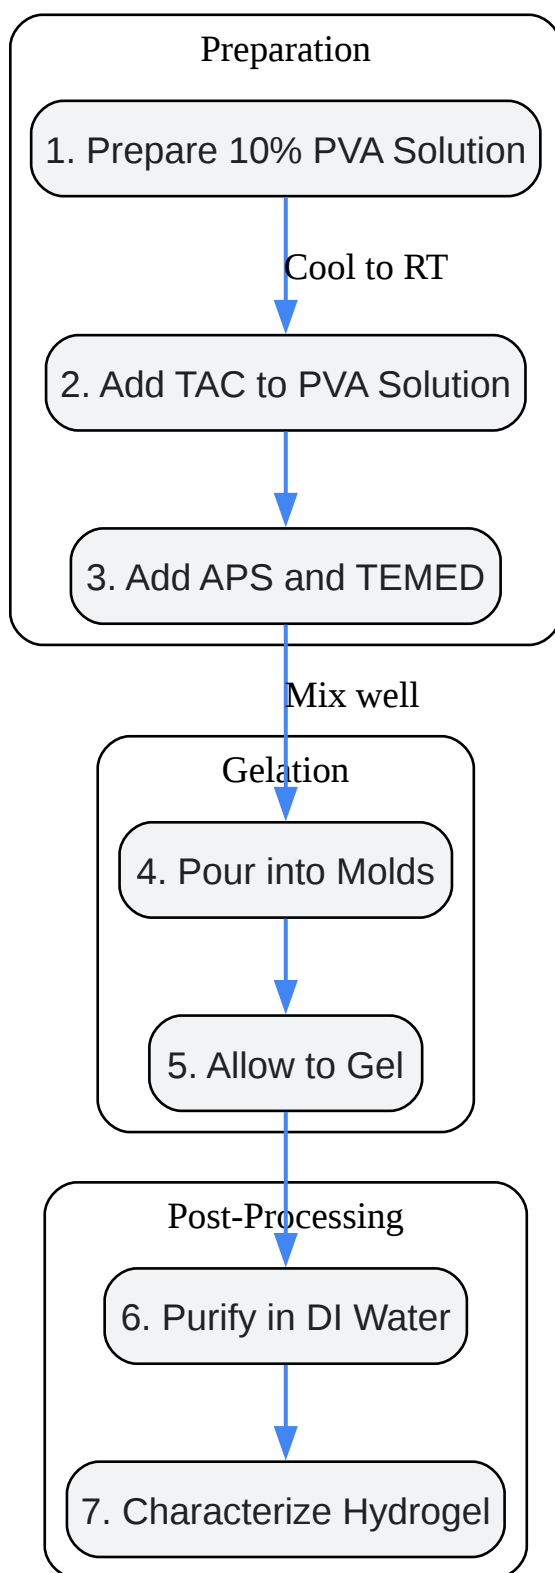 Preparation
1. Prepare 10% PVA Solution
Cool to RT
2. Add TAC to PVA Solution
3. Add APS and TEMED
Mix well
Gelation
4. Pour into Molds
5. Allow to Gel
Post-Processing
6. Purify in DI Water
7. Characterize Hydrogel